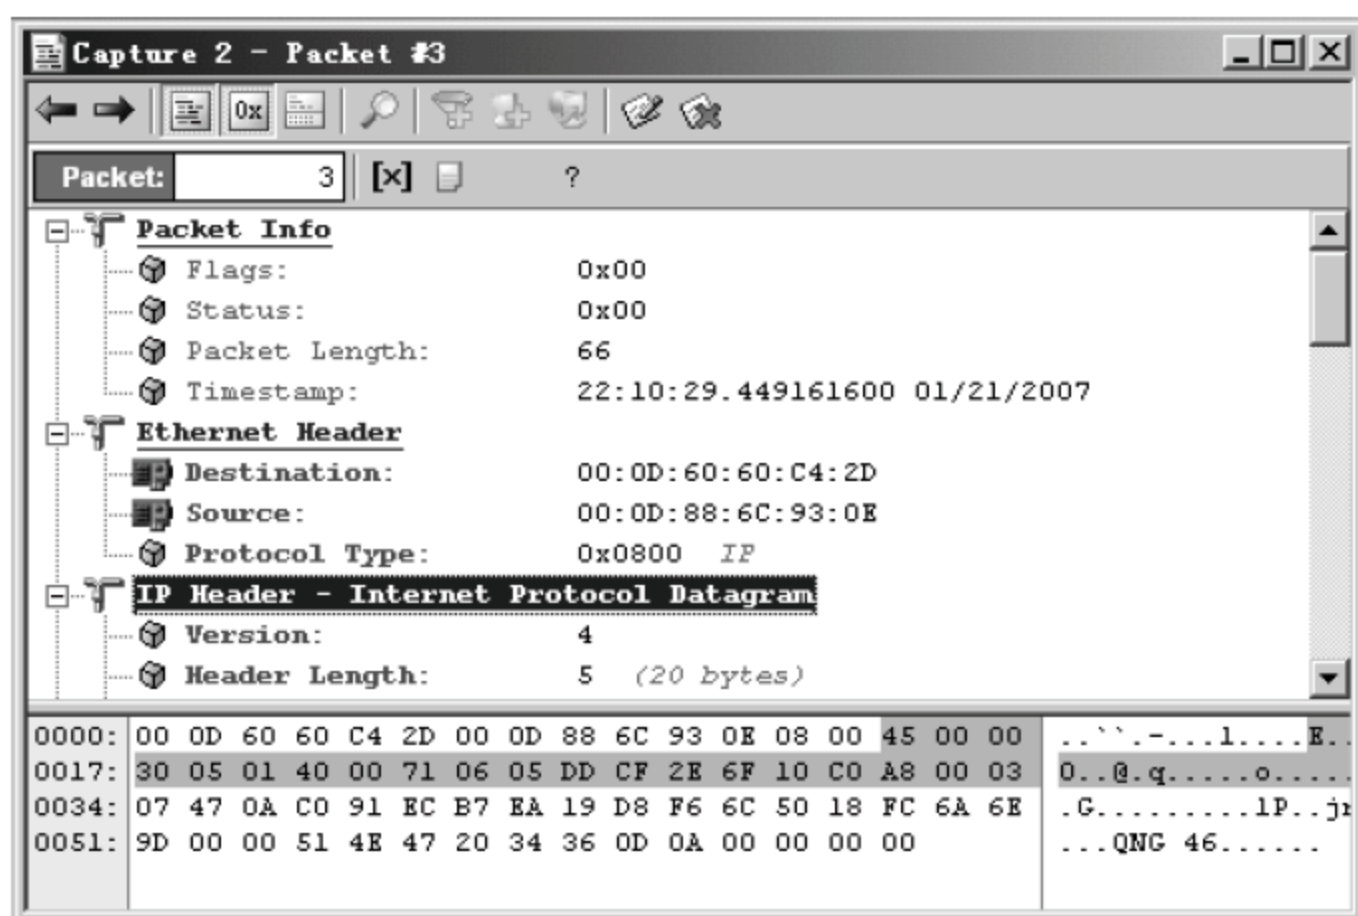 Capture 2 - Packet #3
0x
Packet: 3 [×] ?
Packet Info
Flags: 0x00
Status: 0x00
Packet Length: 66
Timestamp: 22:10:29.449161600 01/21/2007
Ethernet Header
Destination: 00:0D:60:60:C4:2D
Source: 00:0D:88:6C:93:0E
Protocol Type: 0x0800 IP
IP Header - Internet Protocol Datagram
Version: 4
Header Length: 5 (20 bytes)
0000: 00 0D 60 60 C4 2D 00 0D 88 6C 93 0E 08 00 45 00 00 ..``.-...l....E..
0017: 30 05 01 40 00 71 06 05 DD CF 2E 6F 10 C0 A8 00 03 0..@.q.....o.....
0034: 07 47 0A C0 91 EC B7 EA 19 D8 F6 6C 50 18 FC 6A 6E .G.........lP..jn
0051: 9D 00 00 51 4E 47 20 34 36 0D 0A 00 00 00 00 ...QNG 46......